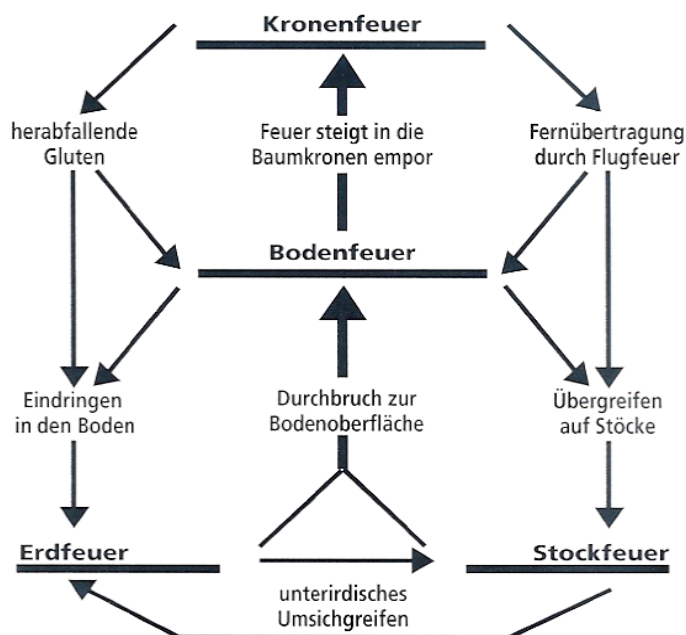 Kronenfeuer
herabfallende
Gluten
Feuer steigt in die
Baumkronen empor
Fernübertragung
durch Flugfeuer
Bodenfeuer
Eindringen
in den Boden
Durchbruch zur
Bodenoberfläche
Übergreifen
auf Stöcke
Erdfeuer
Stockfeuer
unterirdisches
Umsichgreifen